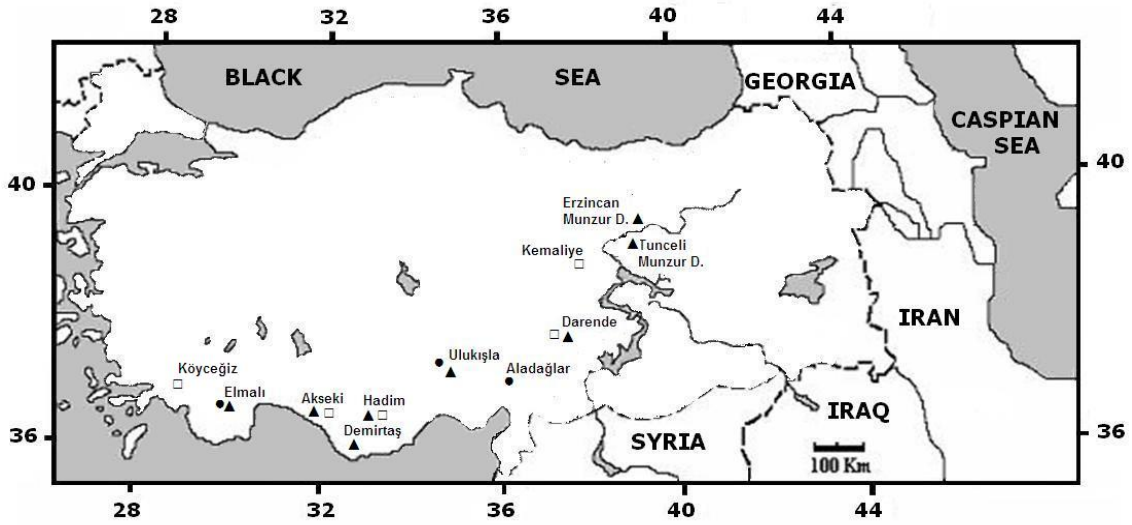 28 32 36 40 44
BLACK SEA GEORGIA
CASPIAN
SEA
40 40
Erzincan
Munzur D.
Tunceli
Munzur D.
Kemaliye
Darende
IRAN
Ulukışla
Aladağlar
Köyceğiz
Elmalı
Akseki Hadim
Demirtaş
IRAQ
SYRIA
36 36
100 Km
28 32 36 40 44